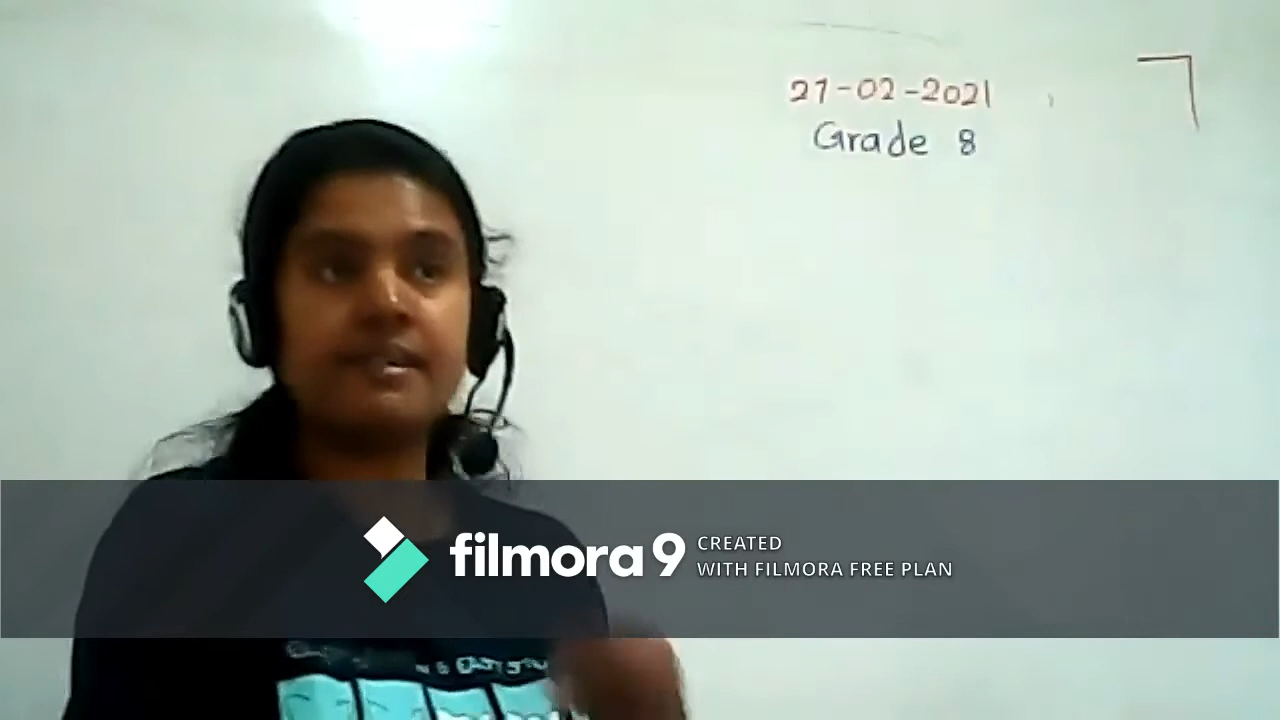 27-02-2021
Grade 8
filmora9
CREATED
WITH FILMORA FREE PLAN